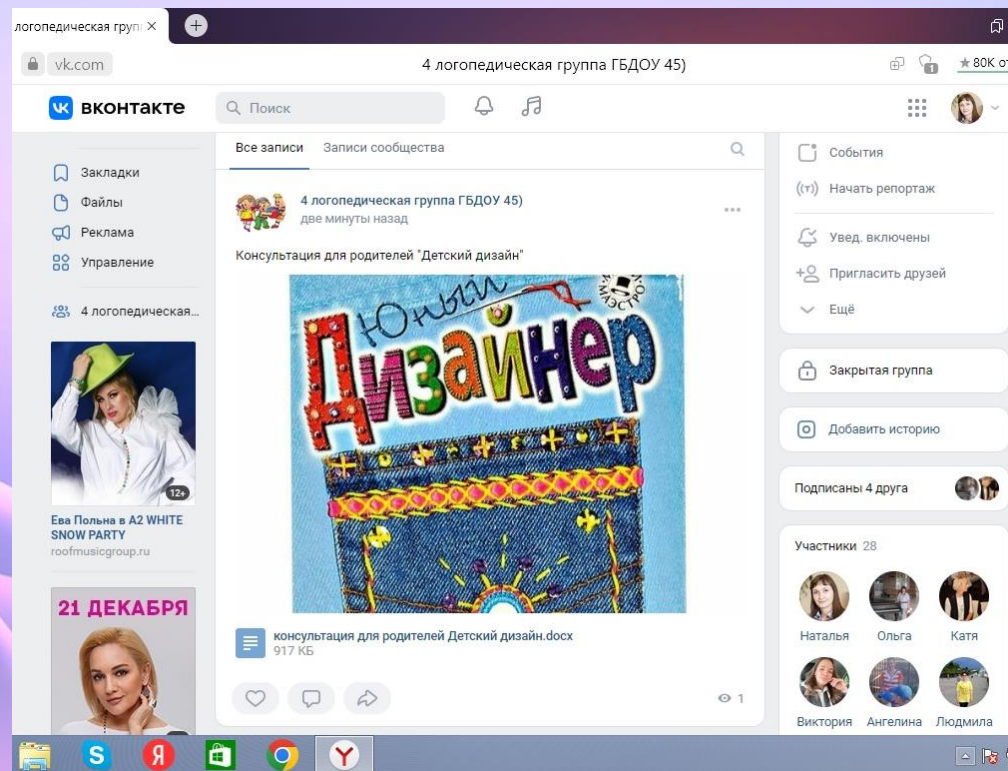 логопедическая груп
vk.com
4 логопедическая группа ГБДОУ 45)
1
80К от
вконтакте
Поиск
Закладки
Файлы
Реклама
Управление
4 логопедическая...
12+
Ева Польна в A2 WHITE
SNOW PARTY
roofmusicgroup.ru
21 ДЕКАБРЯ
Все записи Записи сообщества
4 логопедическая группа ГБДОУ 45)
две минуты назад
Консультация для родителей "Детский дизайн"
МАЭСТРО
Юный
Дизайнер
консультация для родителей Детский дизайн.docx
917 КБ
1
События
Начать репортаж
Увед. включены
Пригласить друзей
Ещё
Закрытая группа
Добавить историю
Подписаны 4 друга
Участники 28
Наталья Ольга Катя
Виктория Ангелина Людмила